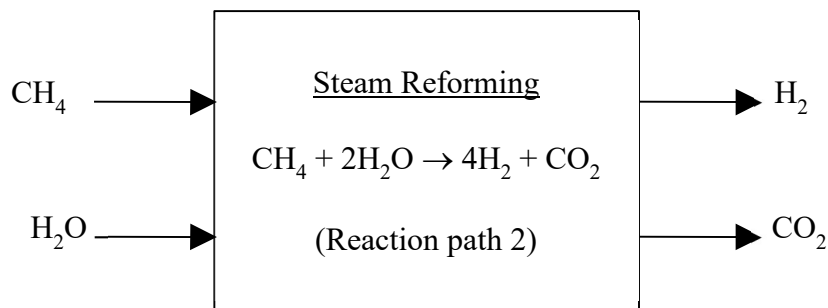 Steam Reforming
CH₄
H₂
CH₄ + 2H₂O → 4H₂ + CO₂
H₂O
(Reaction path 2)
CO₂